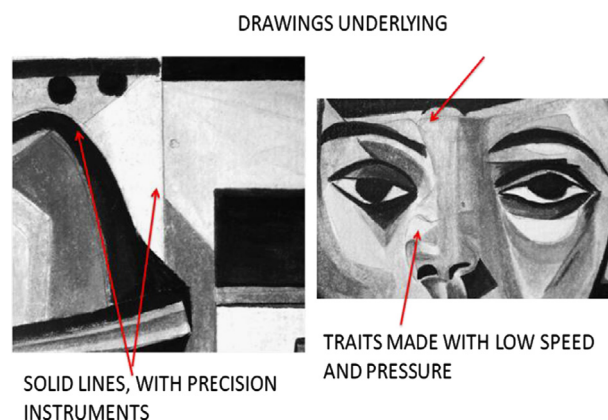 DRAWINGS UNDERLYING
TRAITS MADE WITH LOW SPEED
AND PRESSURE
SOLID LINES, WITH PRECISION
INSTRUMENTS